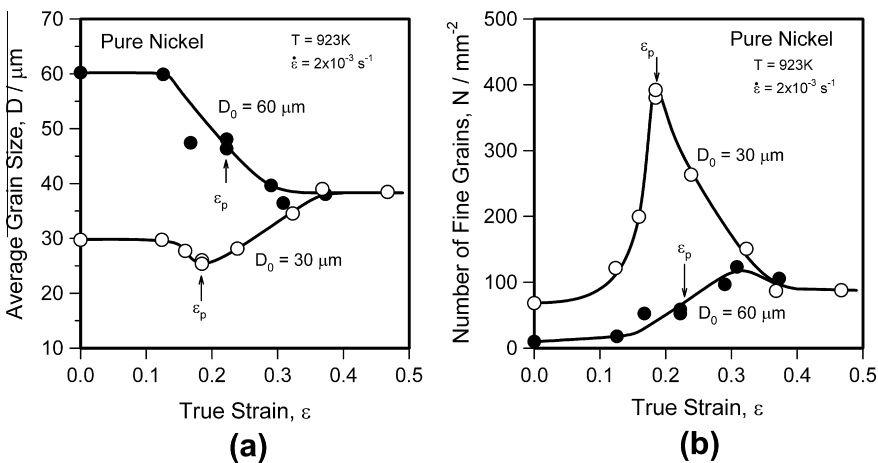 Pure Nickel
T = 923K
ε̇ = 2x10⁻³ s⁻¹
D₀ = 60 μm
εₚ
D₀ = 30 μm
εₚ
Average Grain Size, D / μm
70
60
50
40
30
20
10
0.0 0.1 0.2 0.3 0.4 0.5
True Strain, ε
(a)
Pure Nickel
T = 923K
ε̇ = 2x10⁻³ s⁻¹
εₚ
D₀ = 30 μm
εₚ
D₀ = 60 μm
Number of Fine Grains, N / mm⁻²
500
400
300
200
100
0
0.0 0.1 0.2 0.3 0.4 0.5
True Strain, ε
(b)